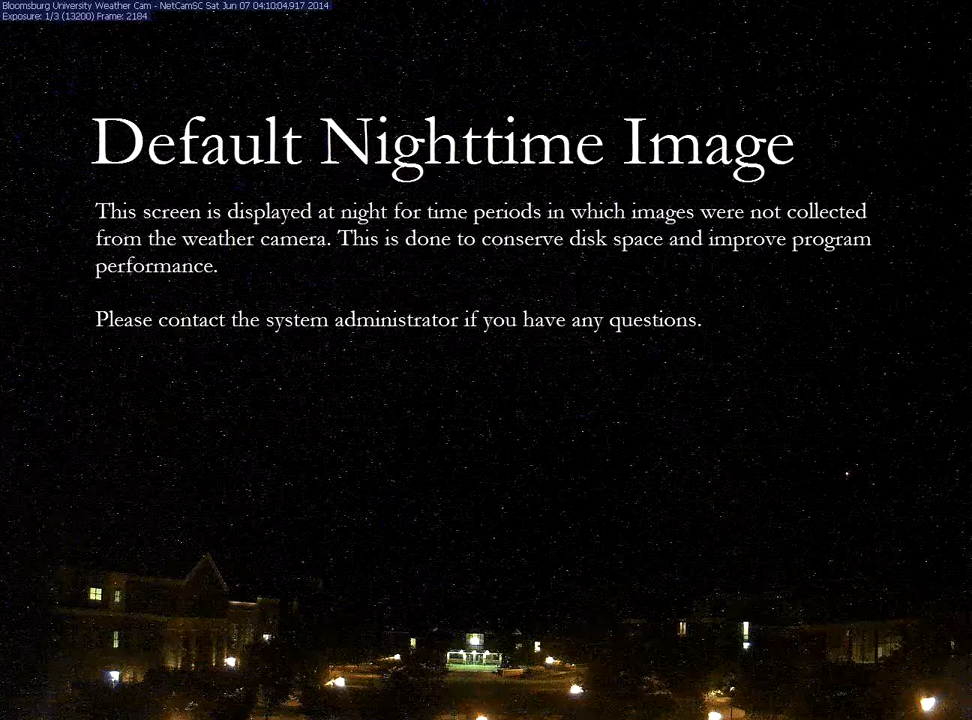 Bloomsburg University Weather Cam - NetCamSC Sat Jun 07 04:10:04.917 2014
Exposure: 1/3 (13200) Frame: 2184
Default Nighttime Image
This screen is displayed at night for time periods in which images were not collected
from the weather camera. This is done to conserve disk space and improve program
performance.
Please contact the system administrator if you have any questions.